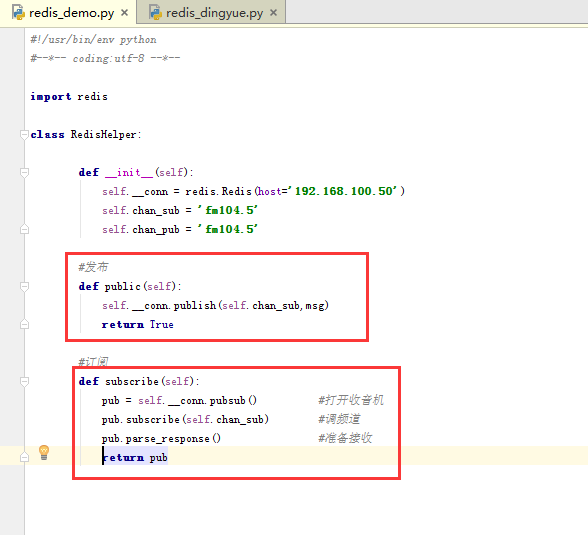 redis_demo.py × redis_dingyue.py ×
#!/usr/bin/env python
#--*-- coding:utf-8 --*--
import redis
class RedisHelper:
def __init__(self):
self.__conn = redis.Redis(host='192.168.100.50')
self.chan_sub = 'fm104.5'
self.chan_pub = 'fm104.5'
#发布
def public(self):
self.__conn.publish(self.chan_sub,msg)
return True
#订阅
def subscribe(self):
pub = self.__conn.pubsub() #打开收音机
pub.subscribe(self.chan_sub) #调频道
pub.parse_response() #准备接收
return pub